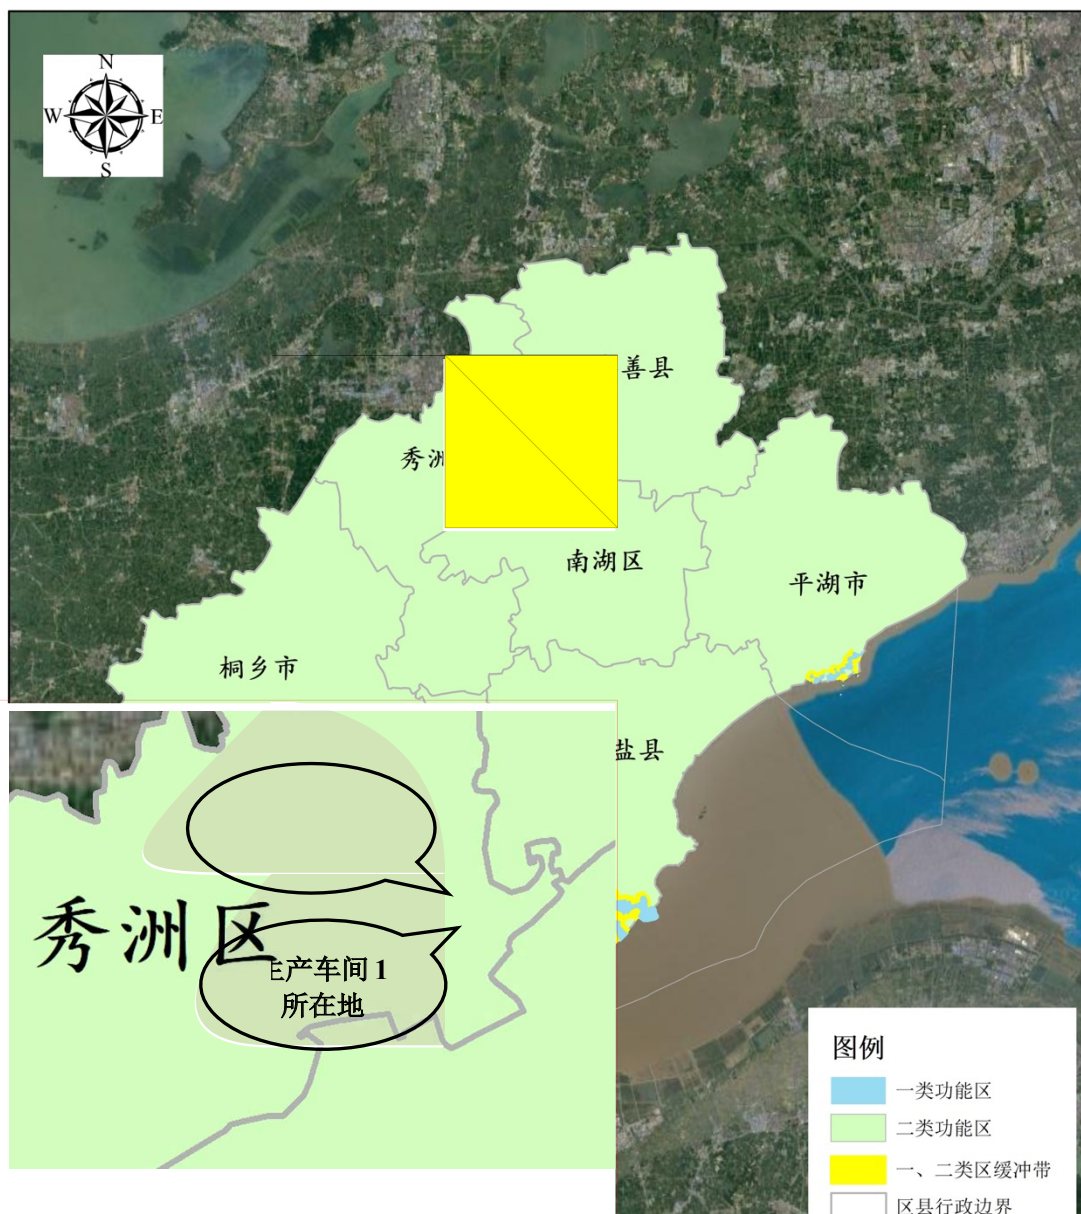 N
W
E
S
善县
秀洲
南湖区
平湖市
桐乡市
盐县
秀洲区
生产车间 1
所在地
图例
一类功能区
二类功能区
一、二类区缓冲带
区县行政边界